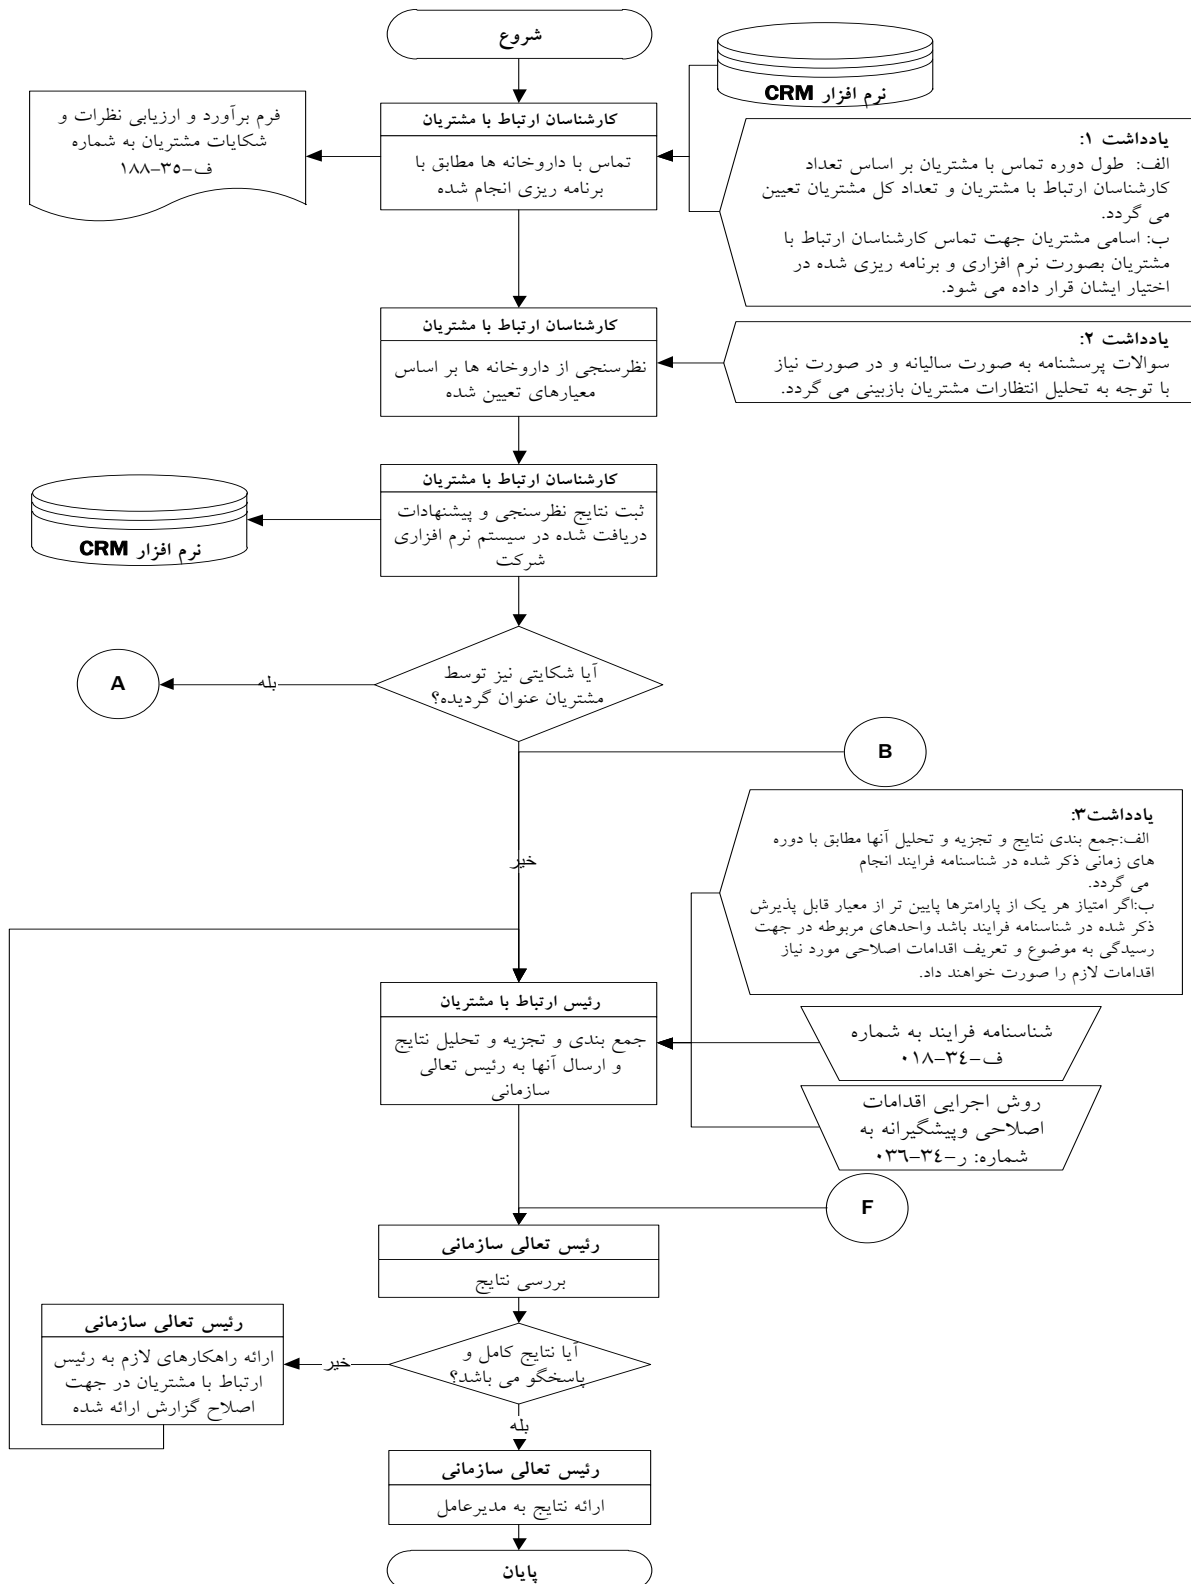 شروع
نرم افزار CRM
کارشناسان ارتباط با مشتریان
تماس با داروخانه ها مطابق با
برنامه ریزی انجام شده
فرم برآورد و ارزیابی نظرات و
شکایات مشتریان به شماره
ف-۳۵-۱۸۸
یادداشت ۱:
الف: طول دوره تماس با مشتریان بر اساس تعداد
کارشناسان ارتباط با مشتریان و تعداد کل مشتریان تعیین
می گردد.
ب: اسامی مشتریان جهت تماس کارشناسان ارتباط با
مشتریان بصورت نرم افزاری و برنامه ریزی شده در
اختیار ایشان قرار داده می شود.
کارشناسان ارتباط با مشتریان
نظرسنجی از داروخانه ها بر اساس
معیارهای تعیین شده
یادداشت ۲:
سوالات پرسشنامه به صورت سالیانه و در صورت نیاز
با توجه به تحلیل انتظارات مشتریان بازبینی می گردد.
کارشناسان ارتباط با مشتریان
ثبت نتایج نظرسنجی و پیشنهادات
دریافت شده در سیستم نرم افزاری
شرکت
نرم افزار CRM
آیا شکایتی نیز توسط
مشتریان عنوان گردیده؟
بله
A
B
خیر
یادداشت۳:
الف:جمع بندی نتایج و تجزیه و تحلیل آنها مطابق با دوره
های زمانی ذکر شده در شناسنامه فرایند انجام
می گردد.
ب:اگر امتیاز هر یک از پارامترها پایین تر از معیار قابل پذیرش
ذکر شده در شناسنامه فرایند باشد واحدهای مربوطه در جهت
رسیدگی به موضوع و تعریف اقدامات اصلاحی مورد نیاز
اقدامات لازم را صورت خواهند داد.
رئیس ارتباط با مشتریان
جمع بندی و تجزیه و تحلیل نتایج
و ارسال آنها به رئیس تعالی
سازمانی
شناسنامه فرایند به شماره
ف-۳۴-۰۱۸
روش اجرایی اقدامات
اصلاحی وپیشگیرانه به
شماره: ر-۳۴-۰۳۶
F
رئیس تعالی سازمانی
بررسی نتایج
آیا نتایج کامل و
پاسخگو می باشد؟
خیر
رئیس تعالی سازمانی
ارائه راهکارهای لازم به رئیس
ارتباط با مشتریان در جهت
اصلاح گزارش ارائه شده
بله
رئیس تعالی سازمانی
ارائه نتایج به مدیرعامل
پایان